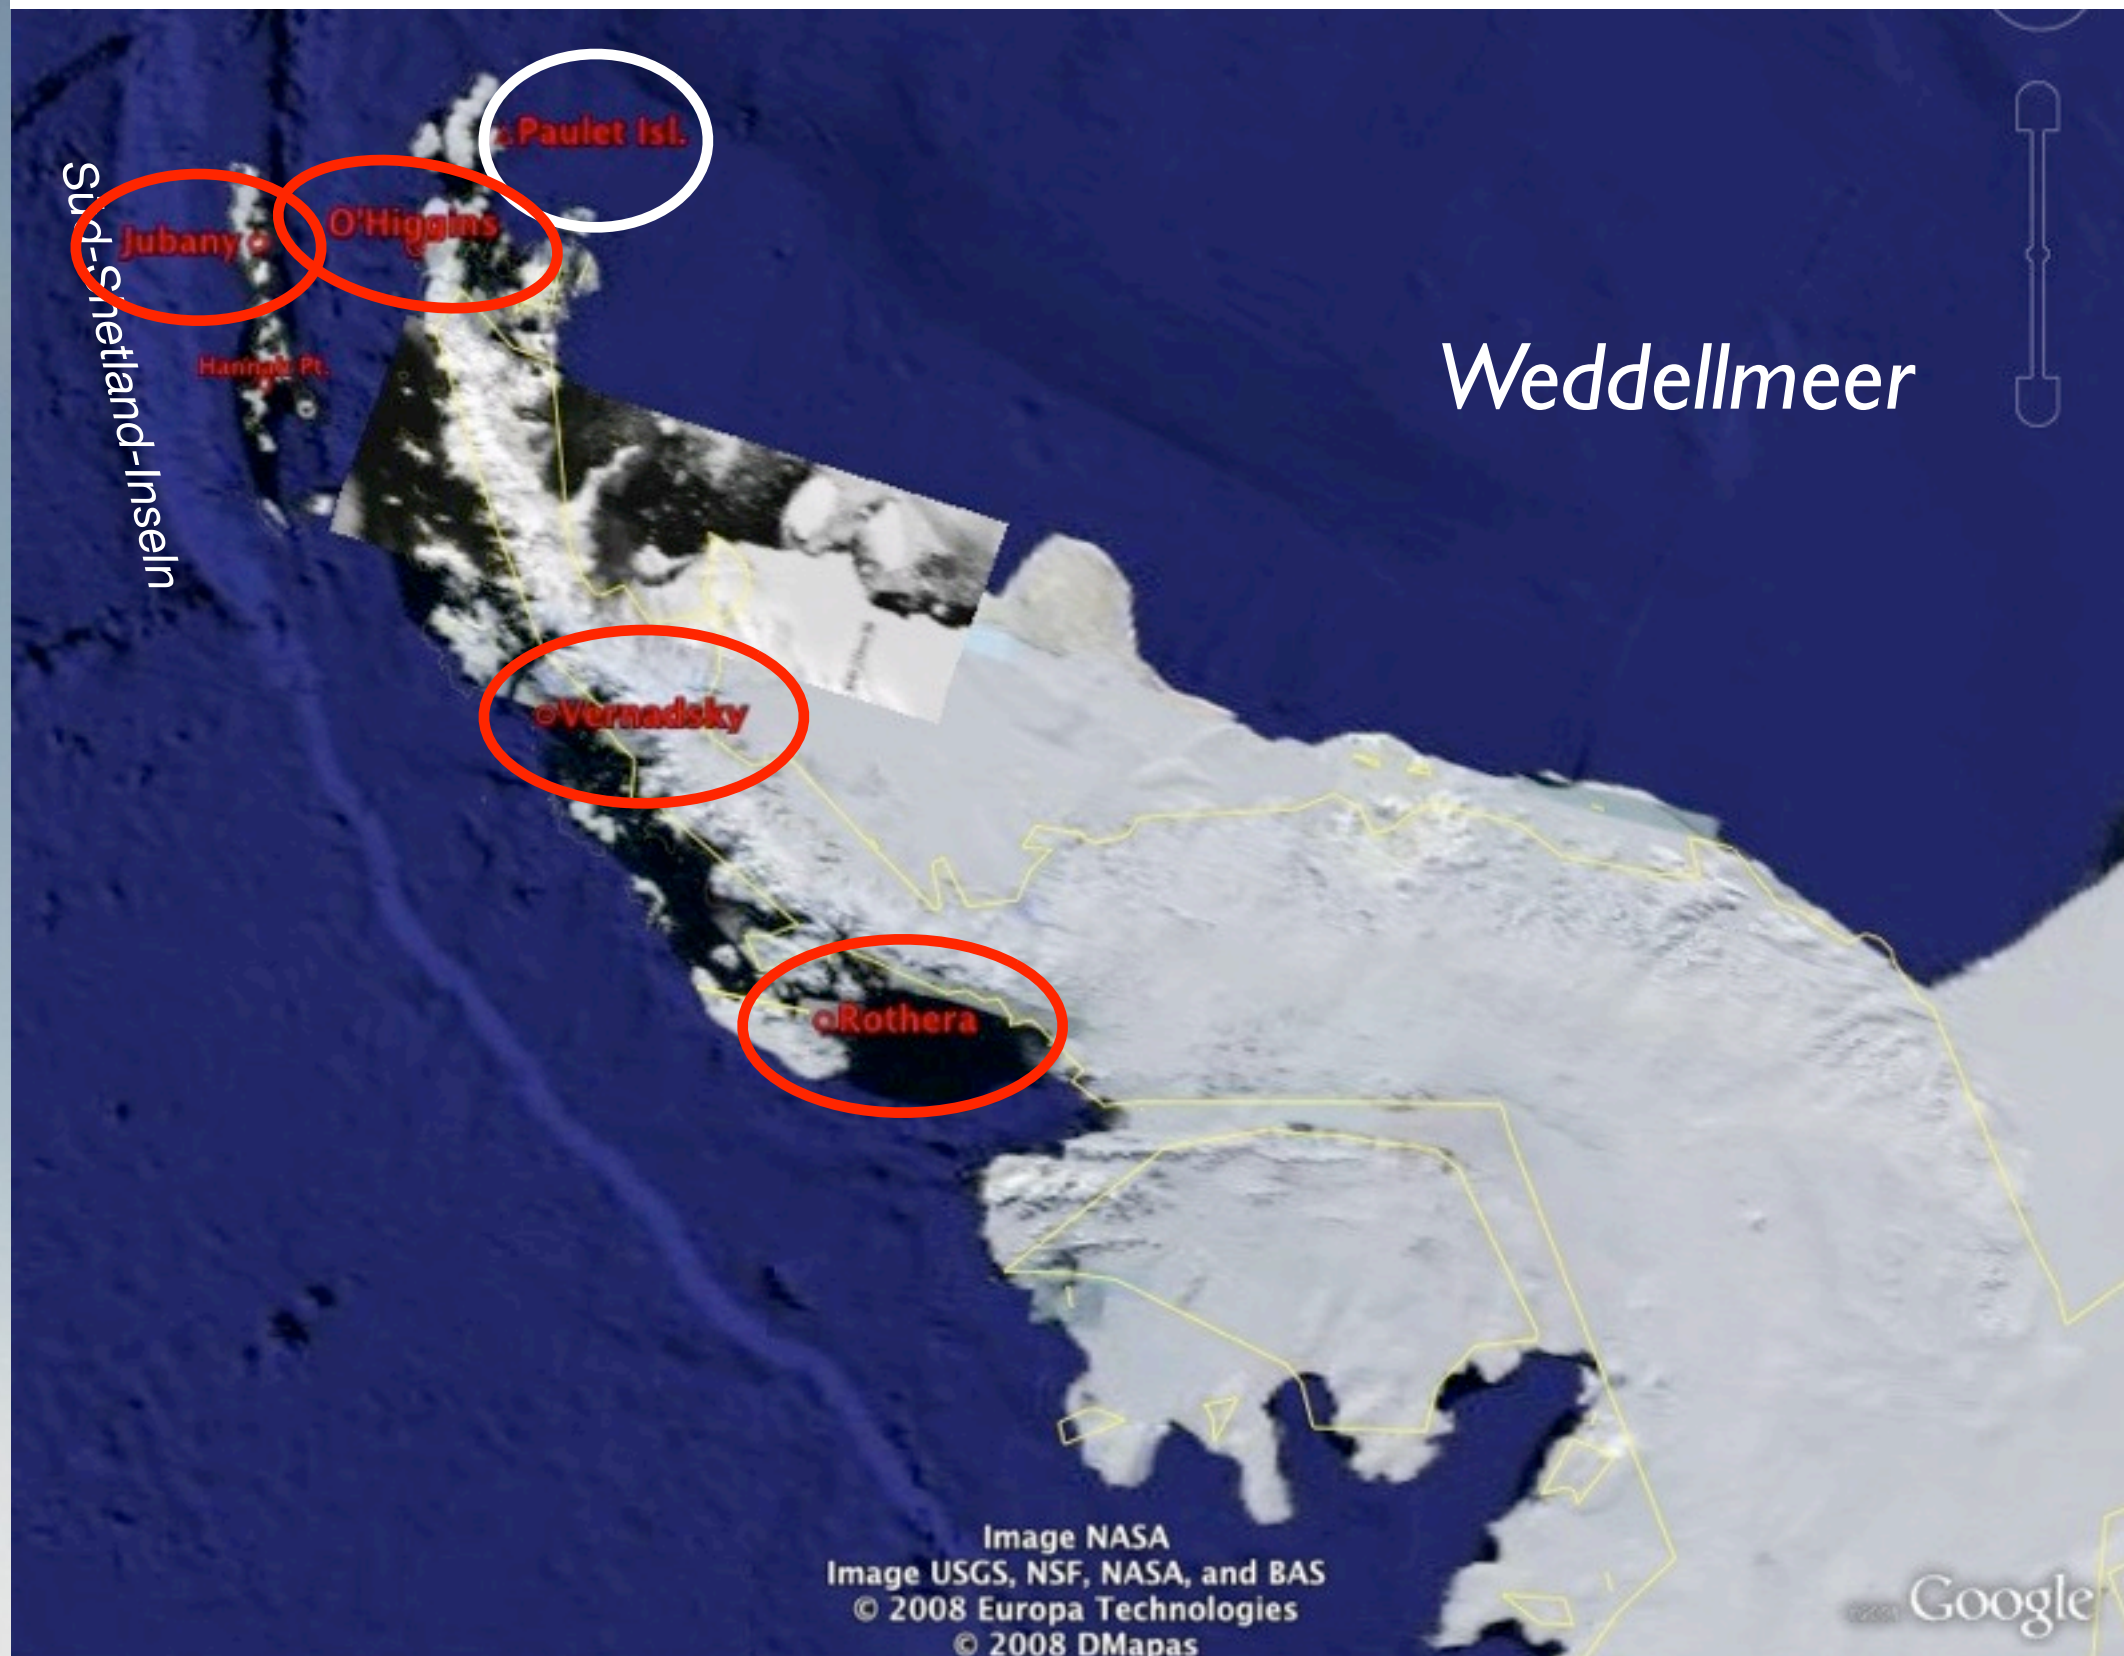 Paulet Isl.
Jubany
O'Higgins
Süd-Shetland-Inseln
Hannah Pt.
Weddellmeer
Vernadsky
Rothera
Image NASA
Image USGS, NSF, NASA, and BAS
© 2008 Europa Technologies
© 2008 DMapas
Google